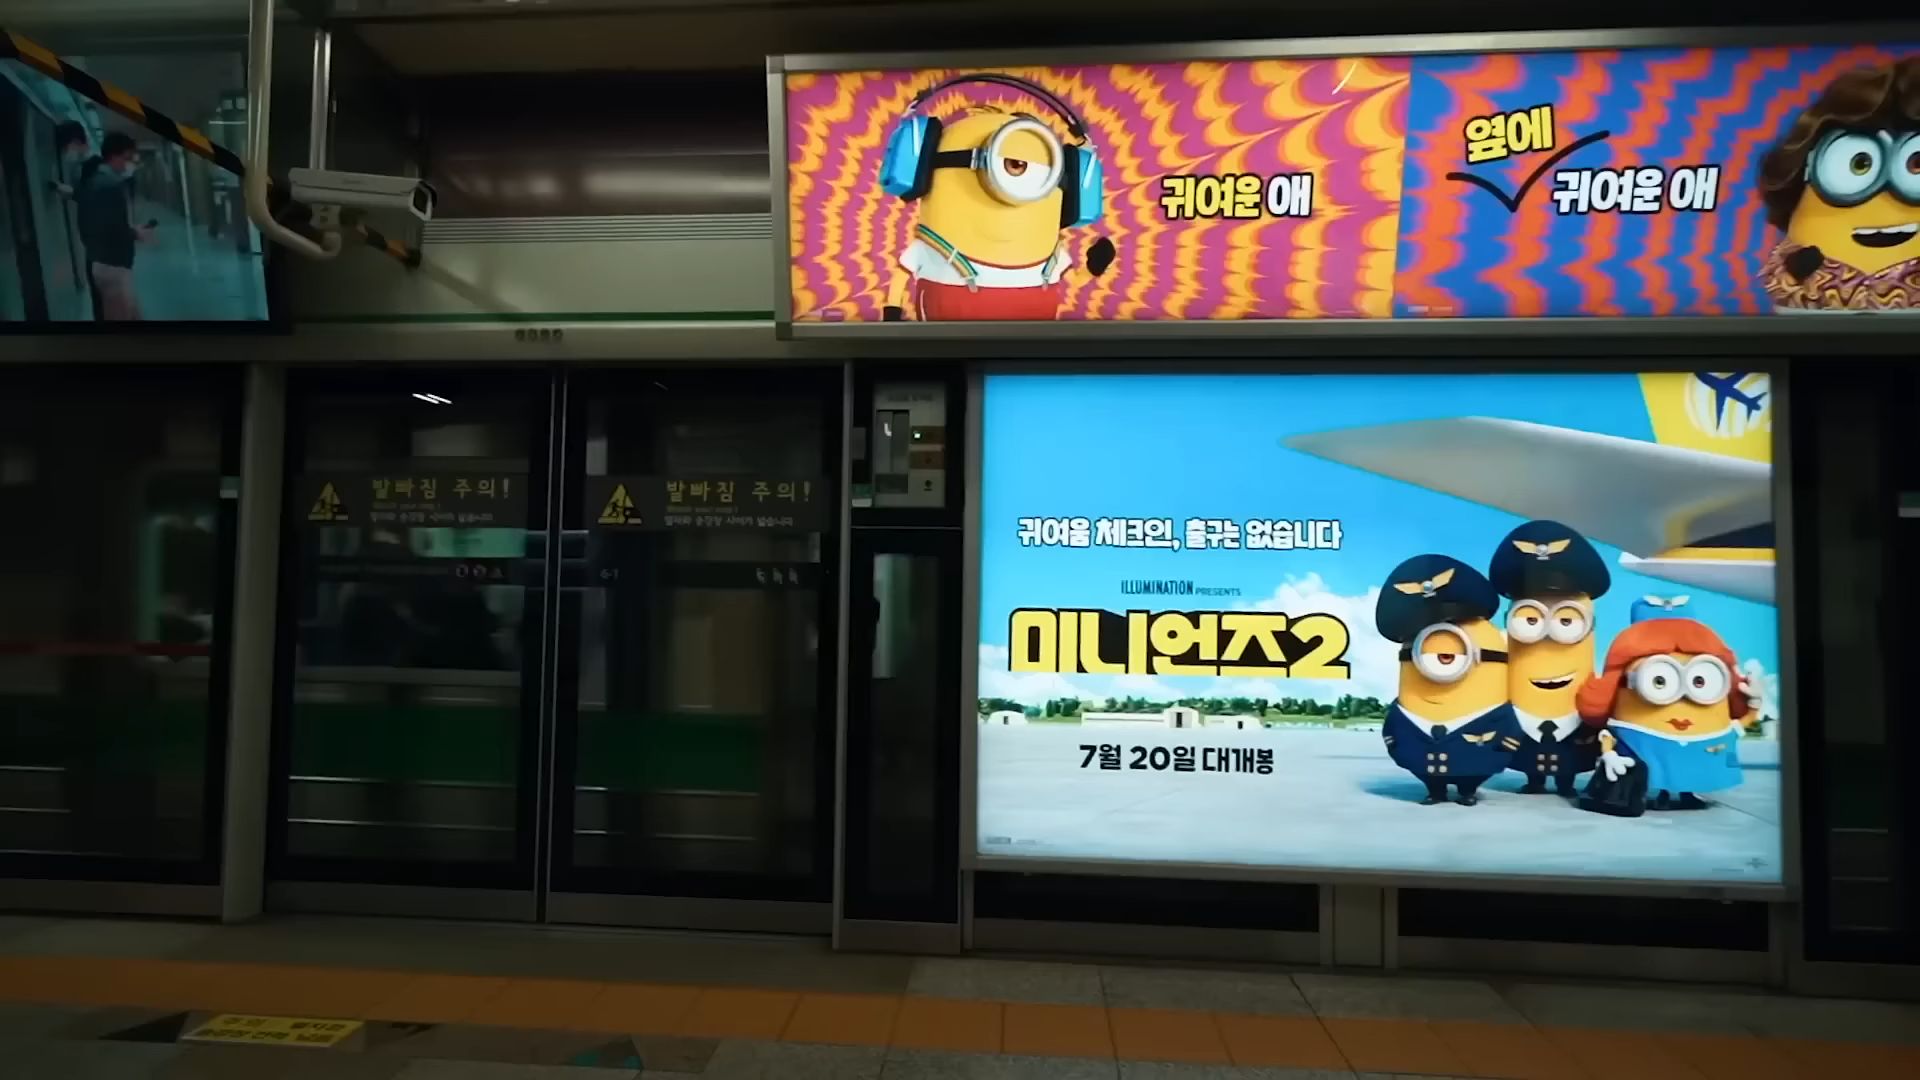 귀여운 애
옆에
귀여운 애
발빠짐 주의!
발빠짐 주의!
6-1
귀여움 체크인, 출구는 없습니다
ILLUMINATION PRESENTS
미니언즈2
7월 20일 대개봉